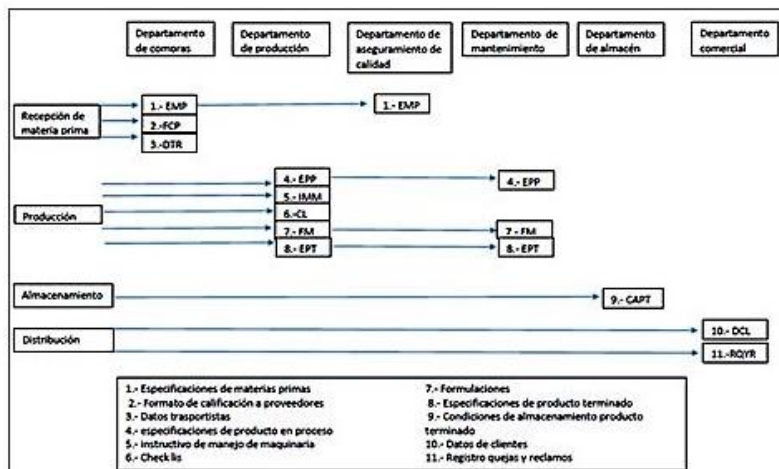 Departamento
de comoras
Departamento
de producción
Departamento de
aseguramiento de
calidad
Departamento de
mantenimiento
Departamento
de almacén
Departamento
comercial
Recepción de
matería prima
1.- EMP
1.- EMP
2.-FCP
3.-DTR
Producción
4.- EPP
4.- EPP
5.- IMM
6.-CL
7.- FM
7 - FM
8.- EPT
8.- EPT
Almacenamiento
9.- CAPT
Distribución
10.- DCL
11.-RQYR
1.- Especificaciones de materias primas
2.- Formato de calificación a proveedores
3.- Datos trasportistas
4.- especificaciones de producto en proceso
5.- Instructivo de manejo de maquinaria
6.- Check lis
7.- Formulaciones
8.- Especificaciones de producto terminado
9.- Condiciones de almacenamiento producto
terminado
10.- Datos de clientes
11.- Registro quejas y reclamos